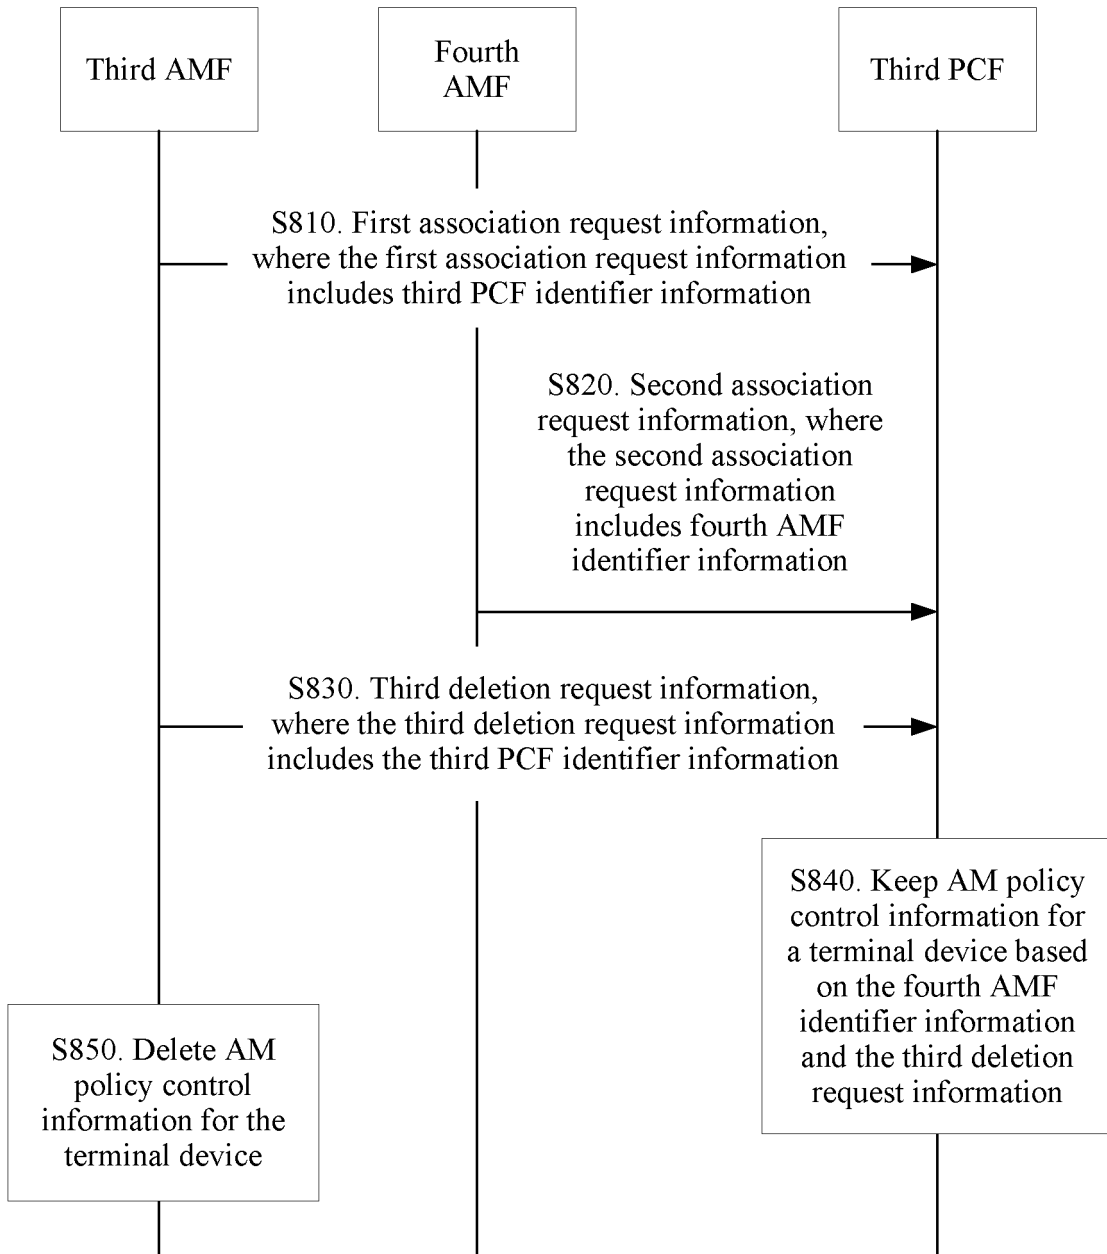 Third AMF
Fourth
AMF
Third PCF
S810. First association request information,
where the first association request information
includes third PCF identifier information
S820. Second association
request information, where
the second association
request information
includes fourth AMF
identifier information
S830. Third deletion request information,
where the third deletion request information
includes the third PCF identifier information
S840. Keep AM policy
control information for
a terminal device based
on the fourth AMF
identifier information
and the third deletion
request information
S850. Delete AM
policy control
information for the
terminal device